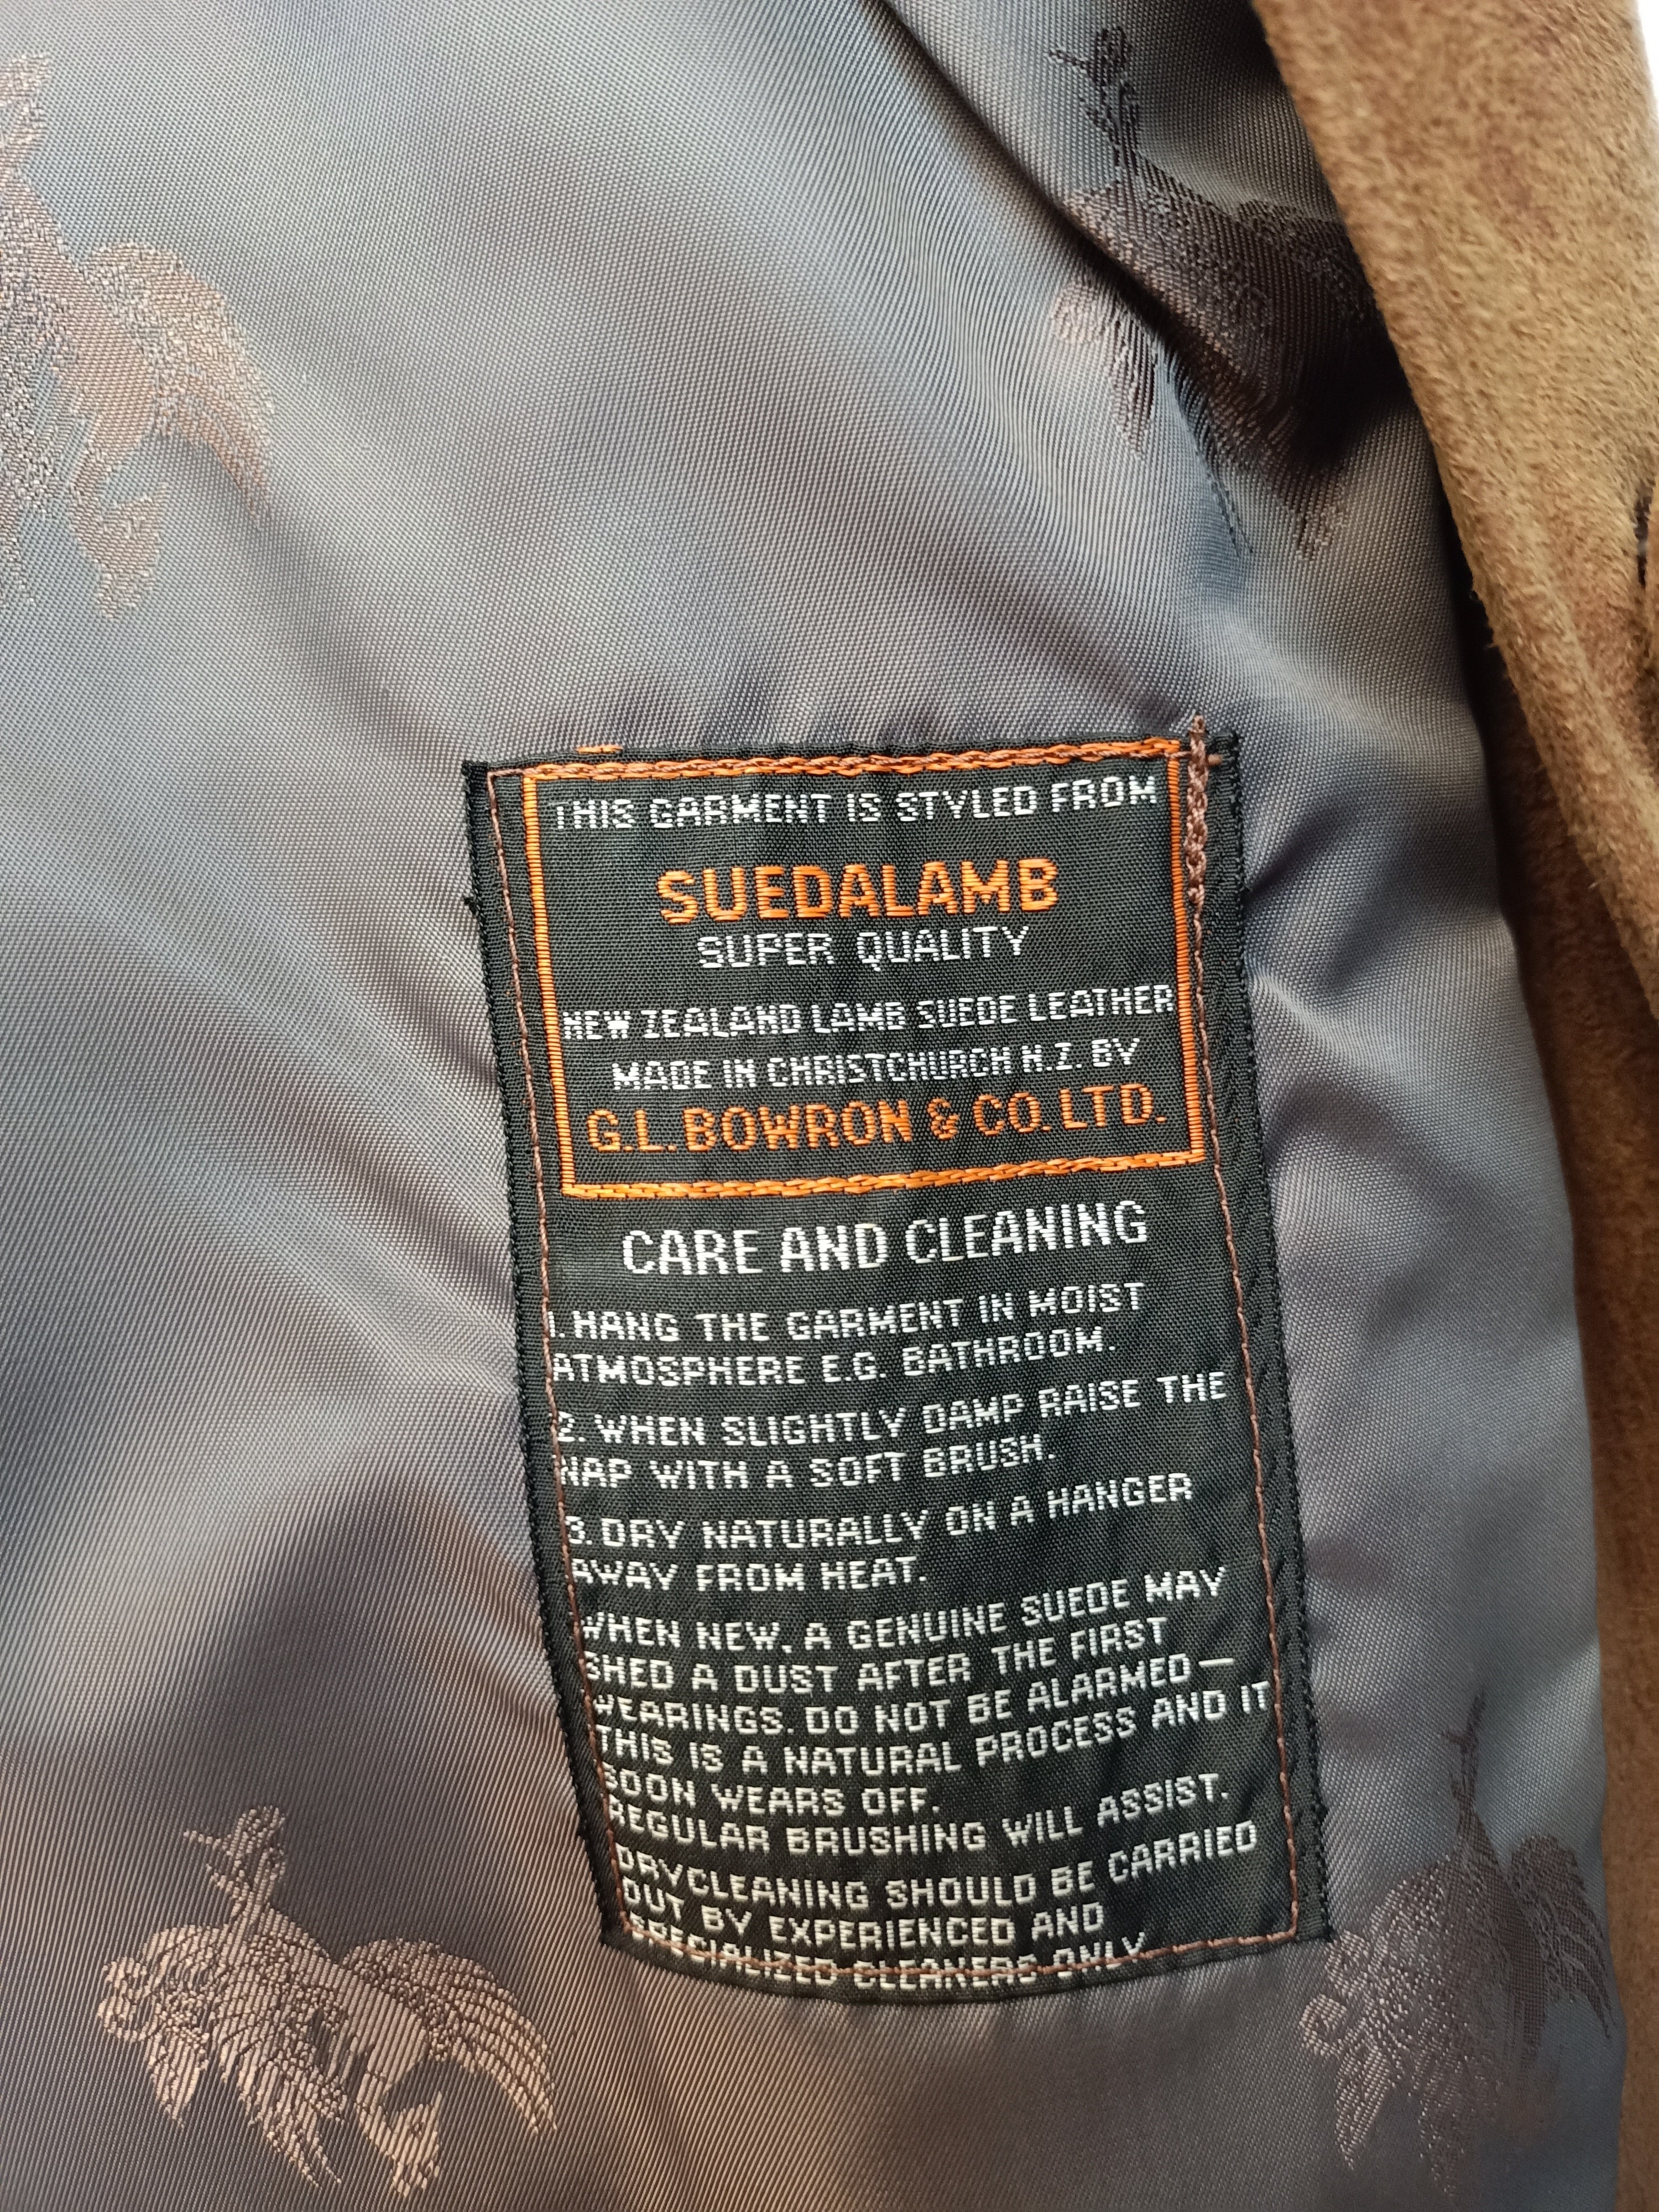 THIS GARMENT IS STYLED FROM
SUEDALAMB
SUPER QUALITY
NEW ZEALAND LAMB SUEDE LEATHER
MADE IN CHRISTCHURCH N.Z. BY
G.L. BOWRON & CO. LTD.
CARE AND CLEANING
1. HANG THE GARMENT IN MOIST
ATMOSPHERE E.G. BATHROOM.
2. WHEN SLIGHTLY DAMP RAISE THE
NAP WITH A SOFT BRUSH.
3. DRY NATURALLY ON A HANGER
AWAY FROM HEAT.
WHEN NEW, A GENUINE SUEDE MAY
SHED A DUST AFTER THE FIRST
WEARINGS. DO NOT BE ALARMED —
THIS IS A NATURAL PROCESS AND IT
SOON WEARS OFF.
REGULAR BRUSHING WILL ASSIST.
DRYCLEANING SHOULD BE CARRIED
OUT BY EXPERIENCED AND
SPECIALIZED CLEANERS ONLY